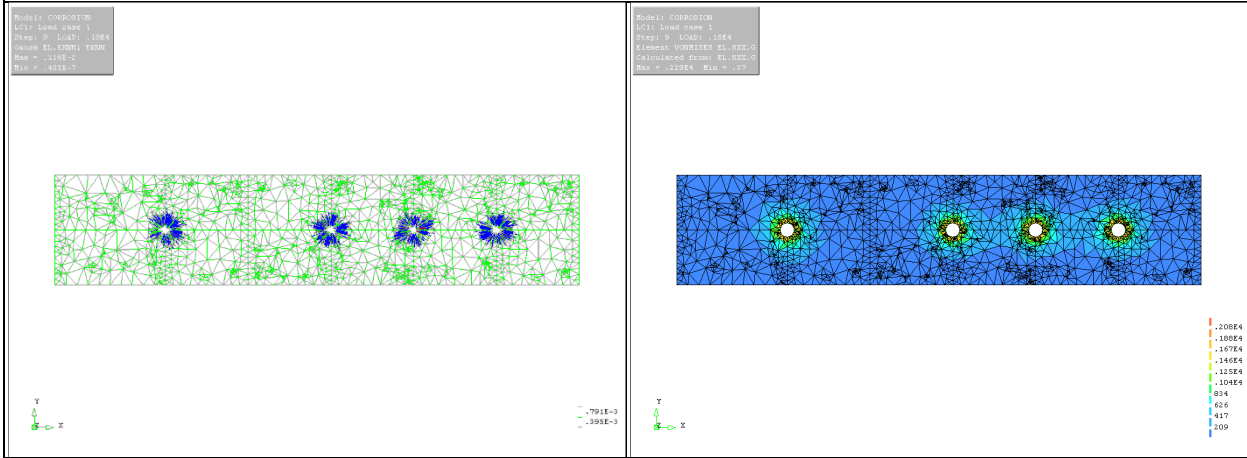 Model: CORROSION
LC1: Load case 1
Step: 9 LOAD: .18E4
Gauss EL.EKNN1 EKNN
Max = .119E-2
Min = .403E-7
Y
Z X
.791E-3
.395E-3
Model: CORROSION
LC1: Load case 1
Step: 9 LOAD: .18E4
Element VONMISES EL.SXX.G
Calculated from: EL.SXX.G
Max = .229E4 Min = .37
.208E4
.188E4
.167E4
.146E4
.125E4
.104E4
834
626
417
209
Y
Z X